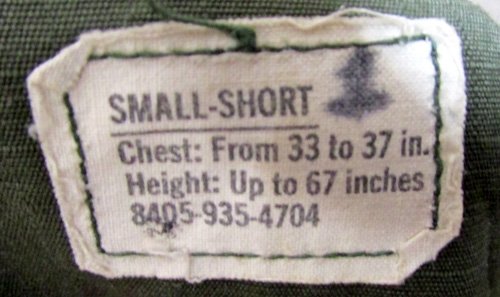 SMALL-SHORT
Chest: From 33 to 37 in.
Height: Up to 67 inches
8405-935-4704